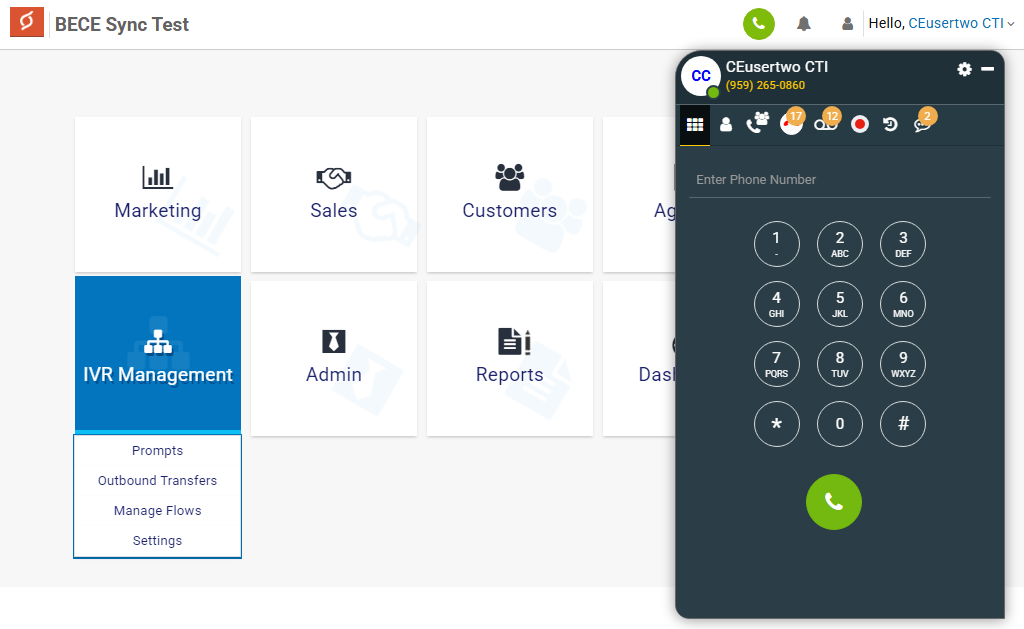 BECE Sync Test
Hello, CEusertwo CTI
Marketing
Sales
Customers
Ag
IVR Management
Admin
Reports
Dash
Prompts
Outbound Transfers
Manage Flows
Settings
CC
CEusertwo CTI
(959) 265-0860
17
12
2
Enter Phone Number
1
-
2
ABC
3
DEF
4
GHI
5
JKL
6
MNO
7
PQRS
8
TUV
9
WXYZ
*
0
#